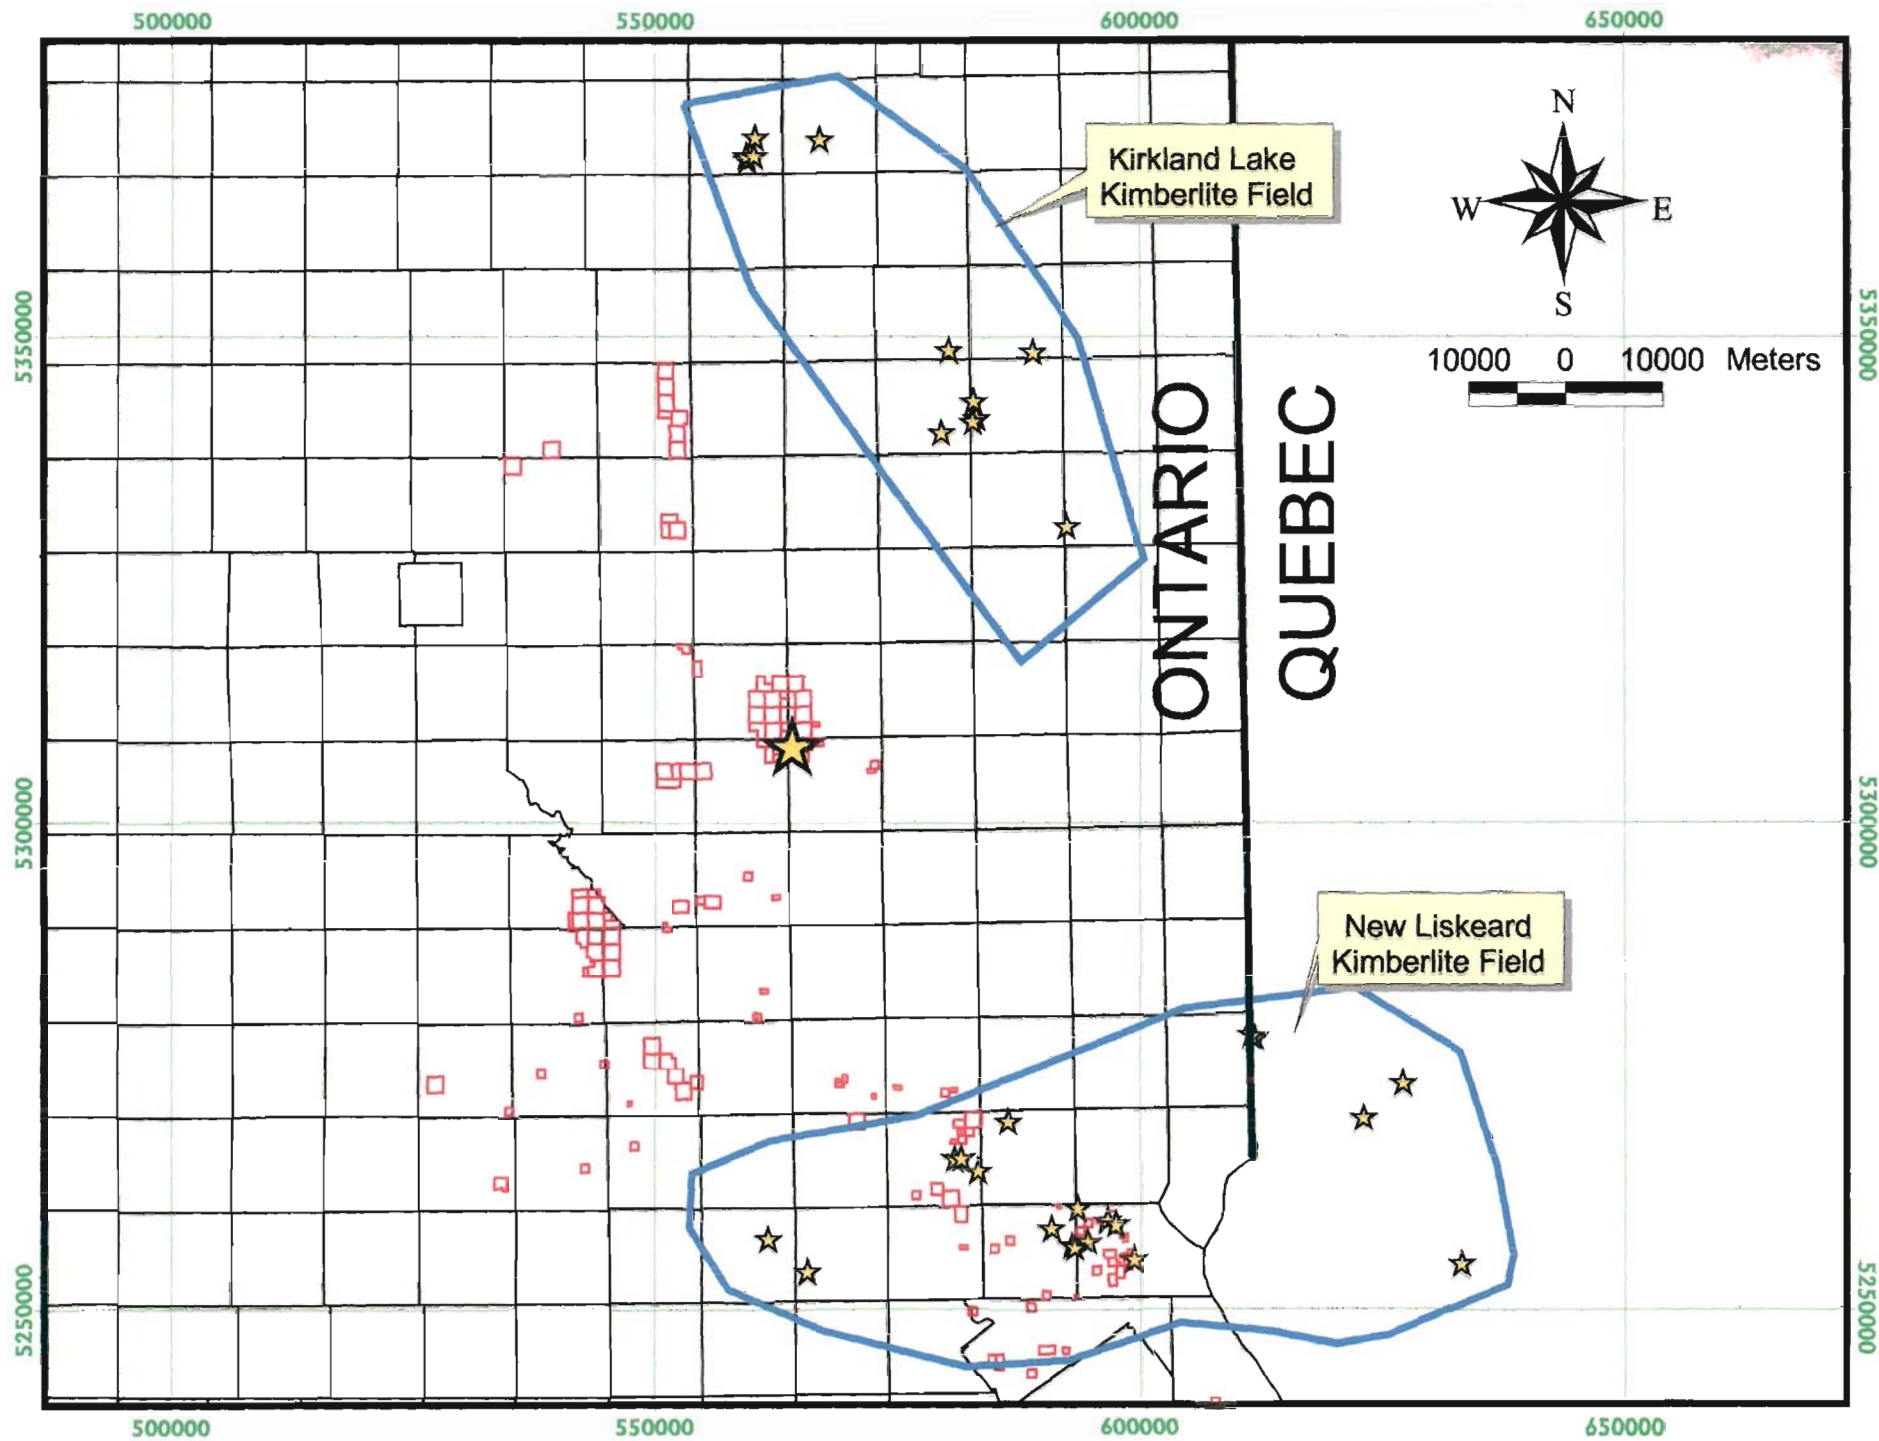 500000 550000 600000 650000
N
W E
S
Kirkland Lake
Kimberlite Field
5350000 5350000
10000 0 10000 Meters
ONTARIO
QUEBEC
5300000 5300000
New Liskeard
Kimberlite Field
5250000 5250000
500000 550000 600000 650000